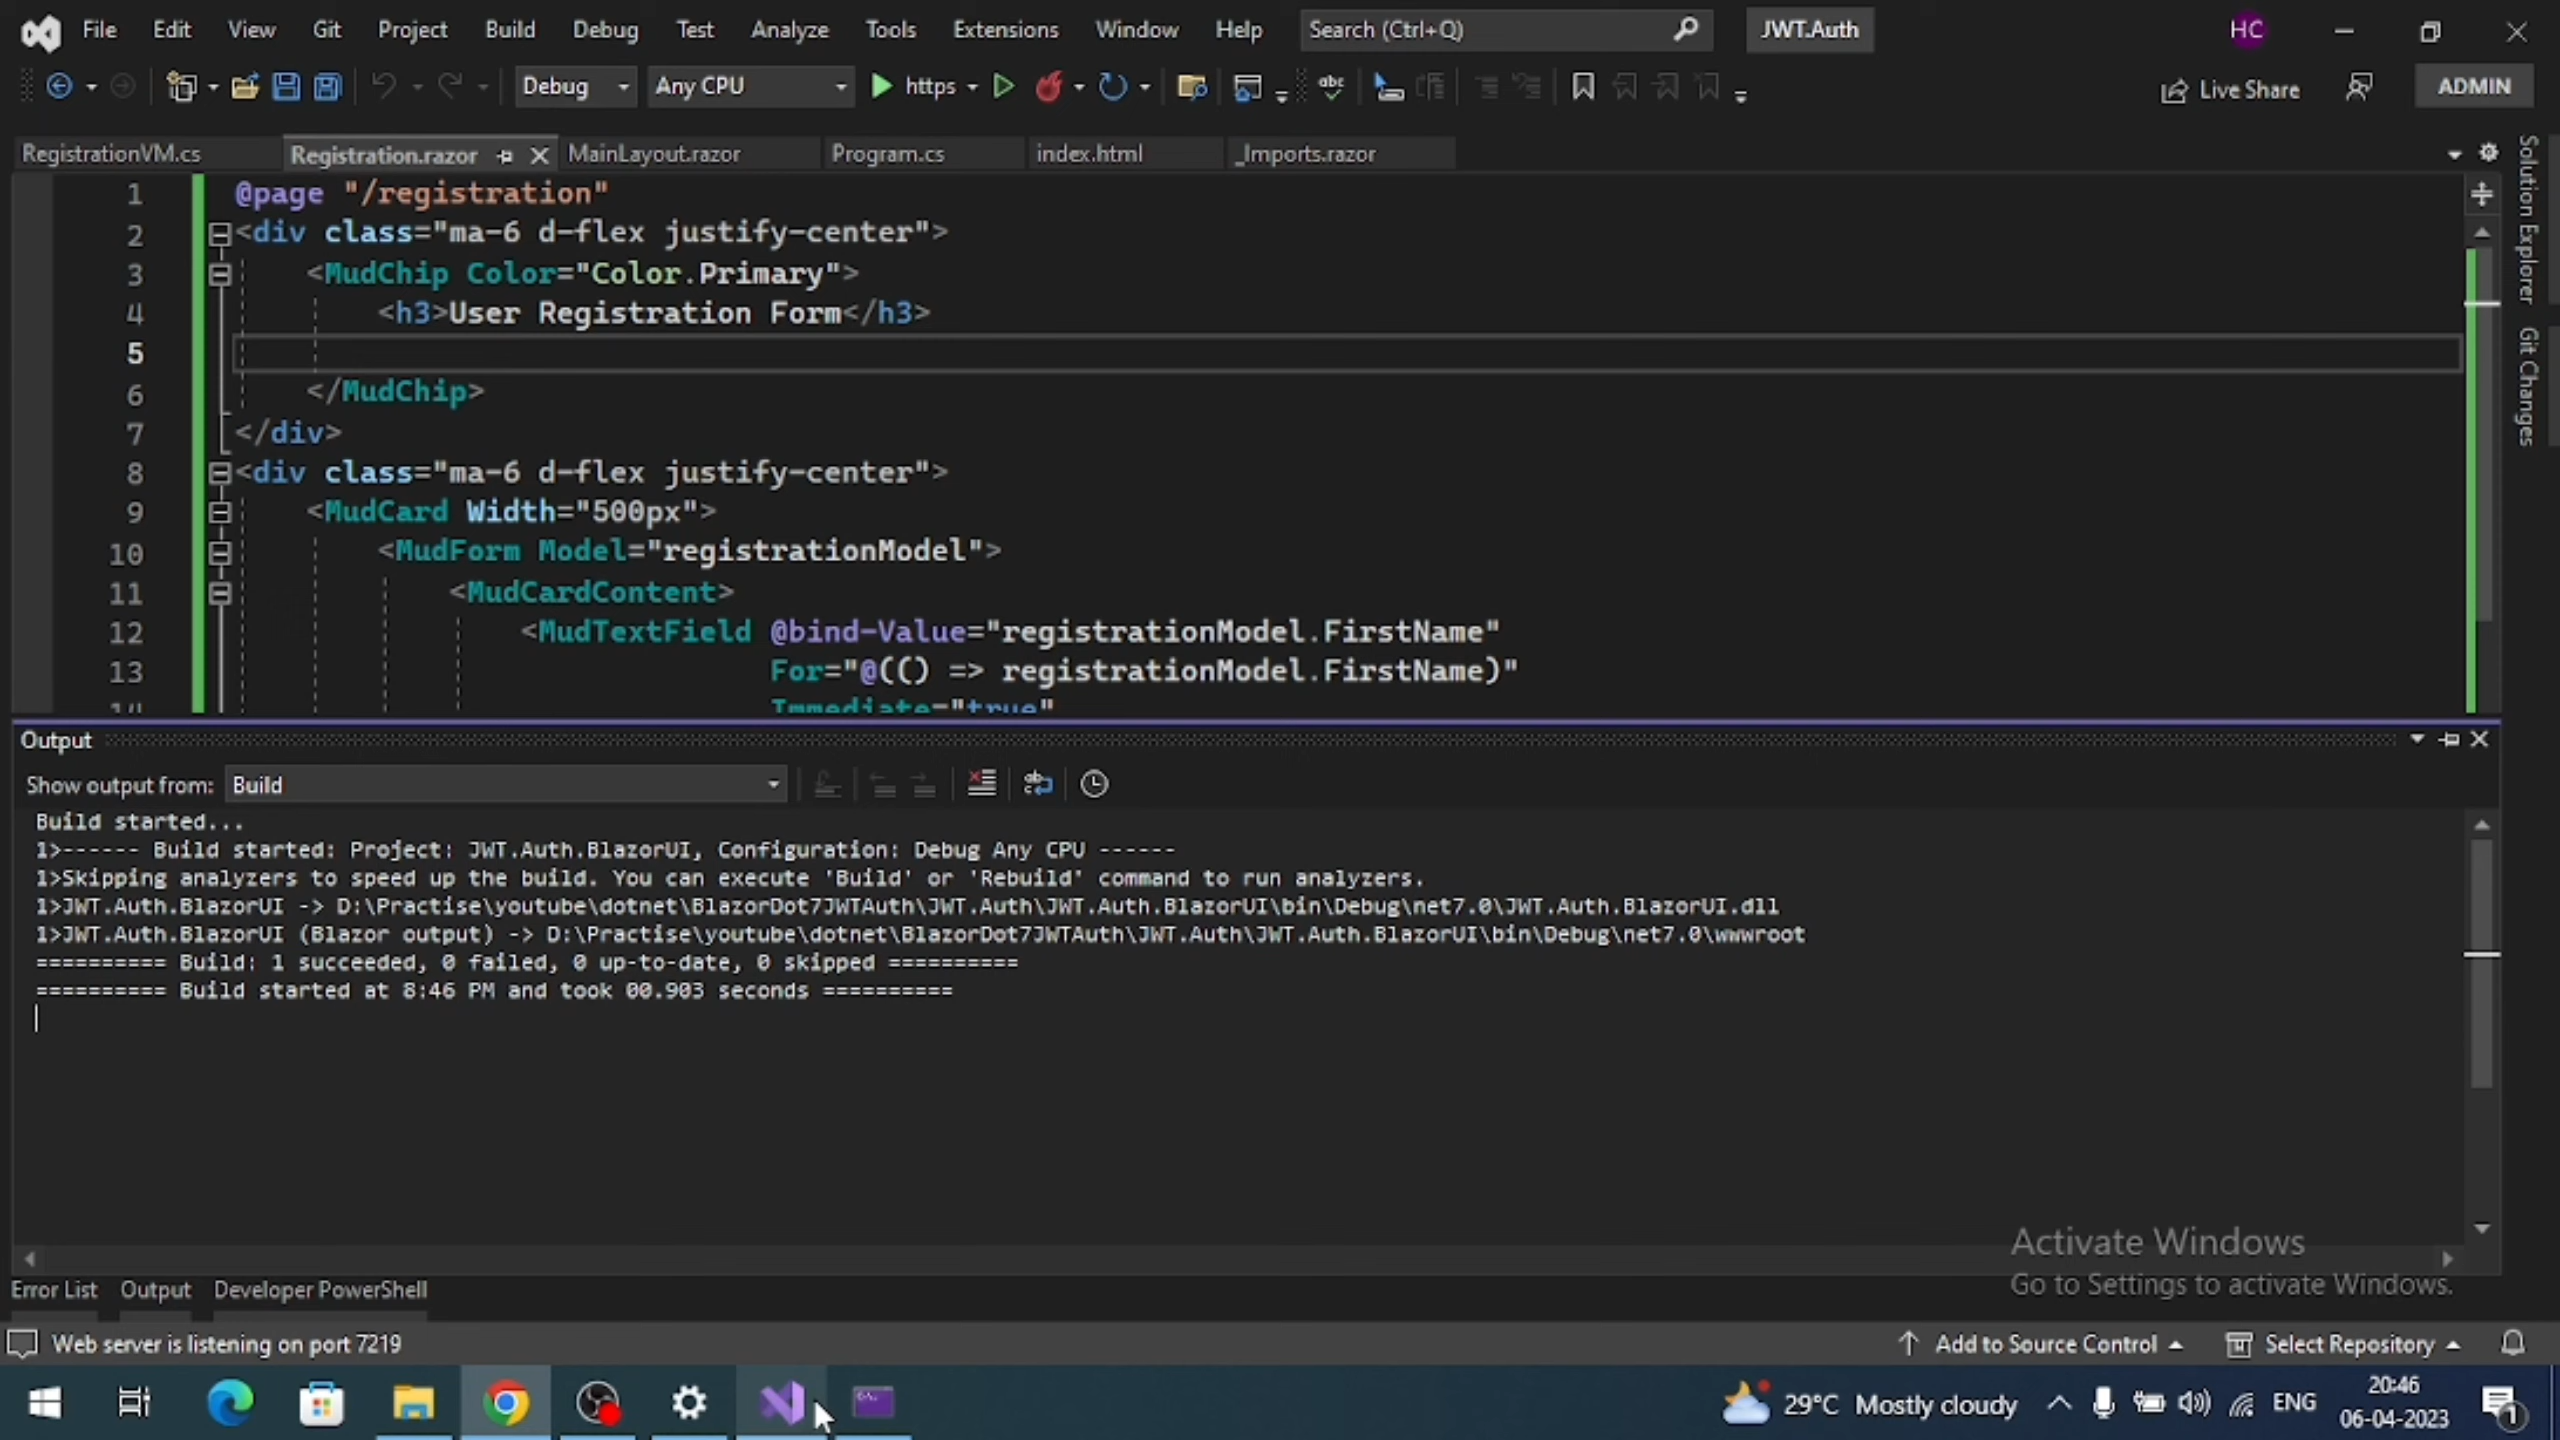 File Edit View Git Project Build Debug Test Analyze Tools Extensions Window Help Search (Ctrl+Q) JWT.Auth HC
Debug Any CPU https abc Live Share ADMIN
RegistrationVM.cs Registration.razor MainLayout.razor Program.cs index.html _Imports.razor
1 @page "/registration"
2 <div class="ma-6 d-flex justify-center">
3 <MudChip Color="Color.Primary">
4 <h3>User Registration Form</h3>
5
6 </MudChip>
7 </div>
8 <div class="ma-6 d-flex justify-center">
9 <MudCard Width="500px">
10 <MudForm Model="registrationModel">
11 <MudCardContent>
12 <MudTextField @bind-Value="registrationModel.FirstName"
13 For="@(() => registrationModel.FirstName)"
14 Immediate="true"
Solution Explorer
Git Changes
Output
Show output from: Build
Build started...
1>------ Build started: Project: JWT.Auth.BlazorUI, Configuration: Debug Any CPU ------
1>Skipping analyzers to speed up the build. You can execute 'Build' or 'Rebuild' command to run analyzers.
1>JWT.Auth.BlazorUI -> D:\Practise\youtube\dotnet\BlazorDot7JWTAuth\JWT.Auth\JWT.Auth.BlazorUI\bin\Debug\net7.0\JWT.Auth.BlazorUI.dll
1>JWT.Auth.BlazorUI (Blazor output) -> D:\Practise\youtube\dotnet\BlazorDot7JWTAuth\JWT.Auth\JWT.Auth.BlazorUI\bin\Debug\net7.0\wwwroot
========== Build: 1 succeeded, 0 failed, 0 up-to-date, 0 skipped ==========
========== Build started at 8:46 PM and took 00.903 seconds ==========
Activate Windows
Go to Settings to activate Windows.
Error List Output Developer PowerShell
Web server is listening on port 7219 Add to Source Control Select Repository
29°C Mostly cloudy ENG 20:46
06-04-2023 1